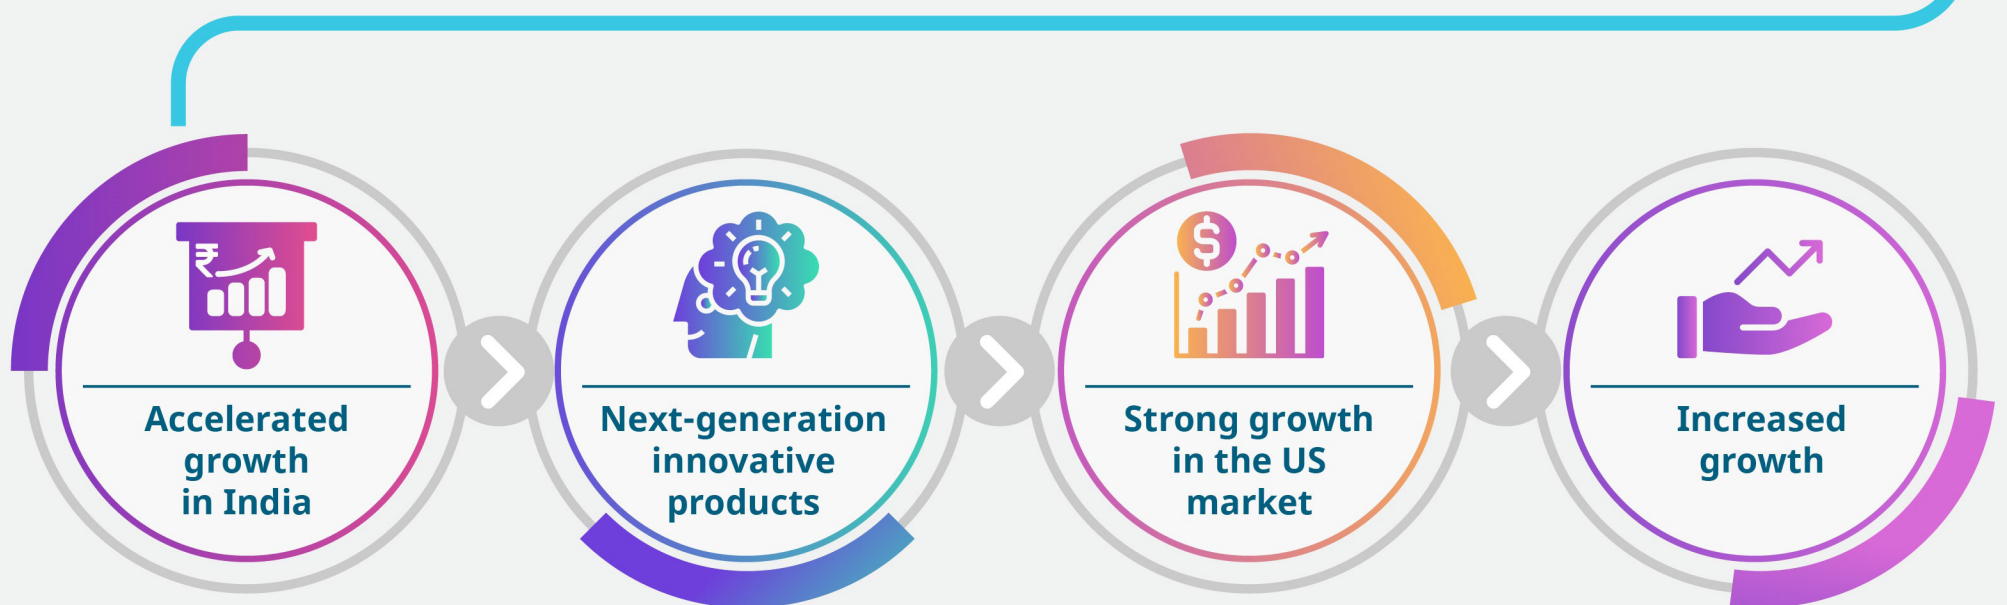 ₹
$
Accelerated
growth
in India
Next-generation
innovative
products
Strong growth
in the US
market
Increased
growth